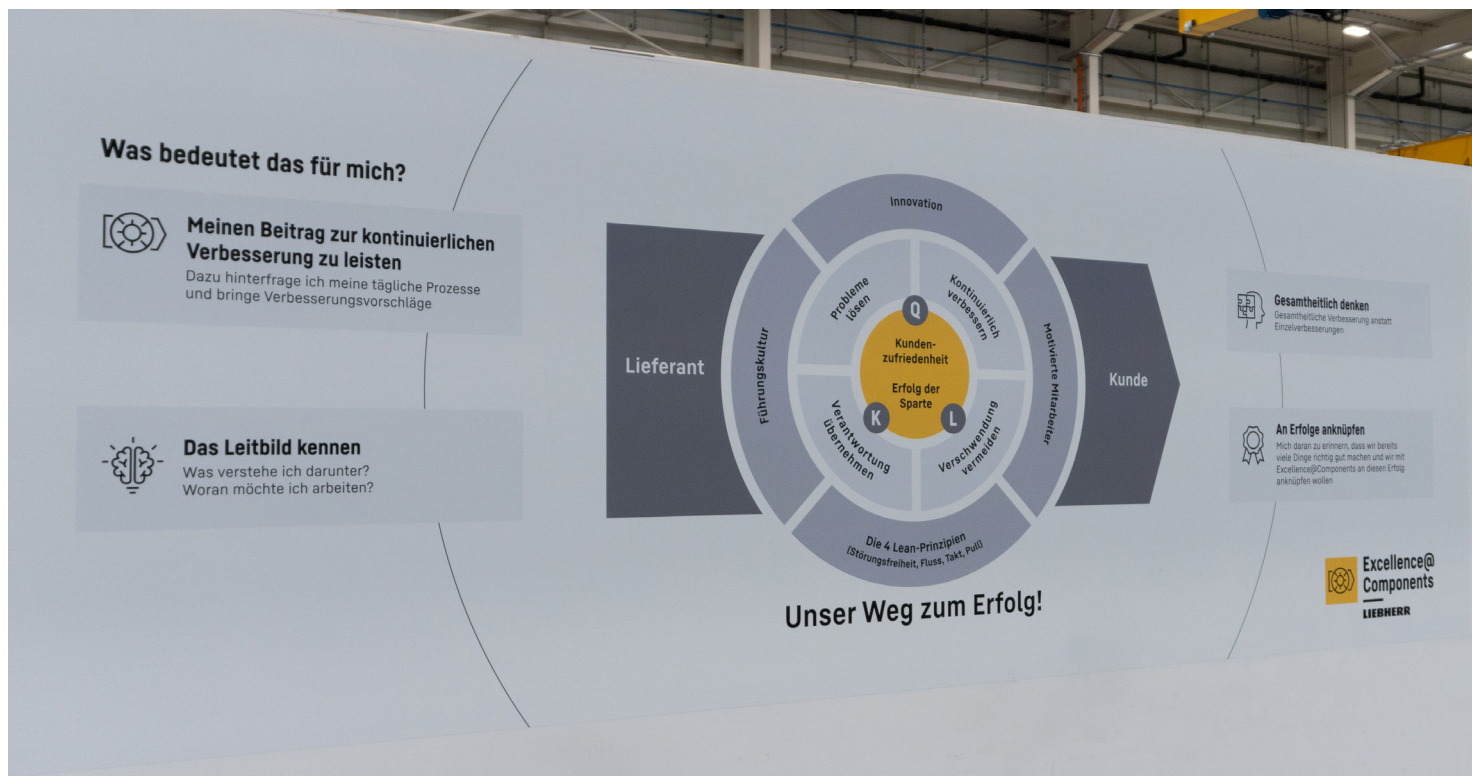 Was bedeutet das für mich?
Meinen Beitrag zur kontinuierlichen
Verbesserung zu leisten
Dazu hinterfrage ich meine tägliche Prozesse
und bringe Verbesserungsvorschläge
Das Leitbild kennen
Was verstehe ich darunter?
Woran möchte ich arbeiten?
Lieferant
Innovation
Führungskultur
Motivierte Mitarbeiter
Die 4 Lean-Prinzipien
(Störungsfreiheit, Fluss, Takt, Pull)
Probleme
lösen
Kontinuierlich
verbessern
Verantwortung
übernehmen
Verschwendung
vermeiden
Q
Kunden-
zufriedenheit
Erfolg der
Sparte
K
L
Kunde
Unser Weg zum Erfolg!
Gesamtheitlich denken
Gesamtheitliche Verbesserung anstatt
Einzelverbesserungen
An Erfolge anknüpfen
Mich daran zu erinnern, dass wir bereits
viele Dinge richtig gut machen und wir mit
Excellence@Components an diesen Erfolg
anknüpfen wollen
Excellence@
Components
LIEBHERR